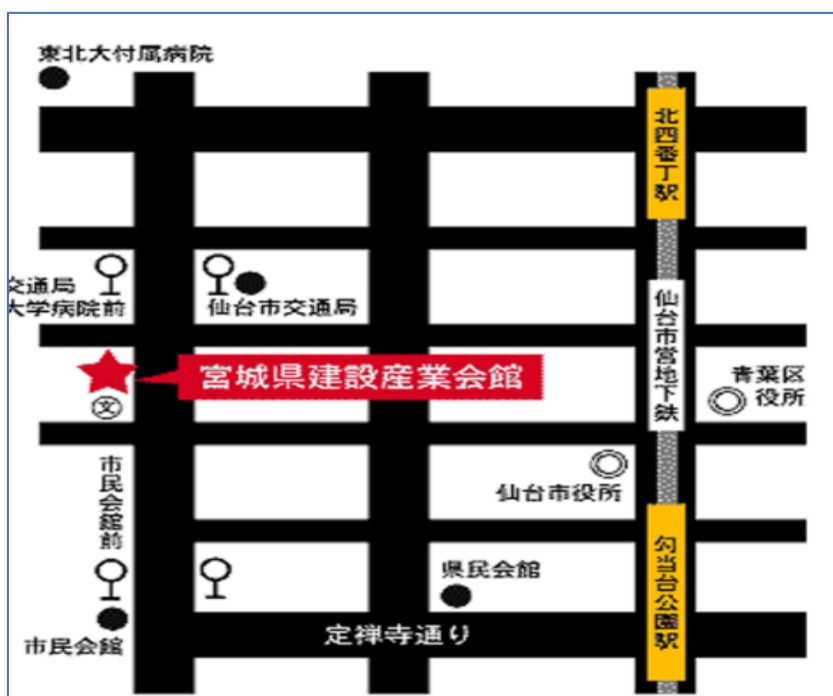 東北大付属病院
北四番丁駅
交通局
大学病院前
仙台市交通局
仙台市営地下鉄
宮城県建設産業会館
青葉区
役所
文
市民会館前
仙台市役所
県民会館
勾当台公園駅
市民会館
定禅寺通り